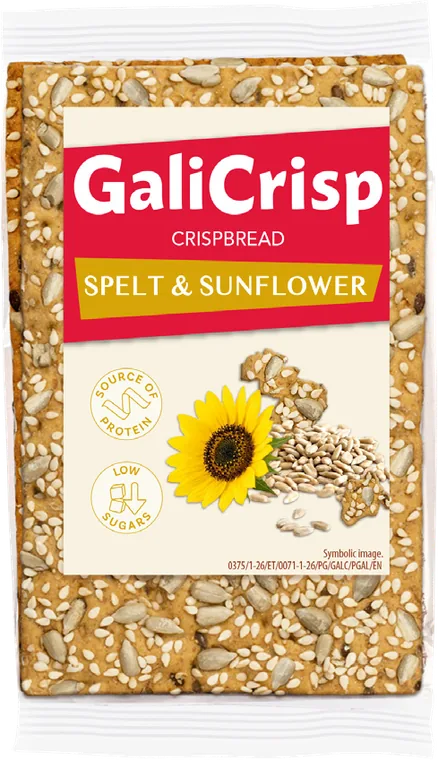 GaliCrisp
CRISPBREAD
SPELT & SUNFLOWER
SOURCE OF
PROTEIN
LOW
SUGARS
Symbolic image.
0375/1-26/ET/0071-1-26/PG/GALC/PGAL/EN